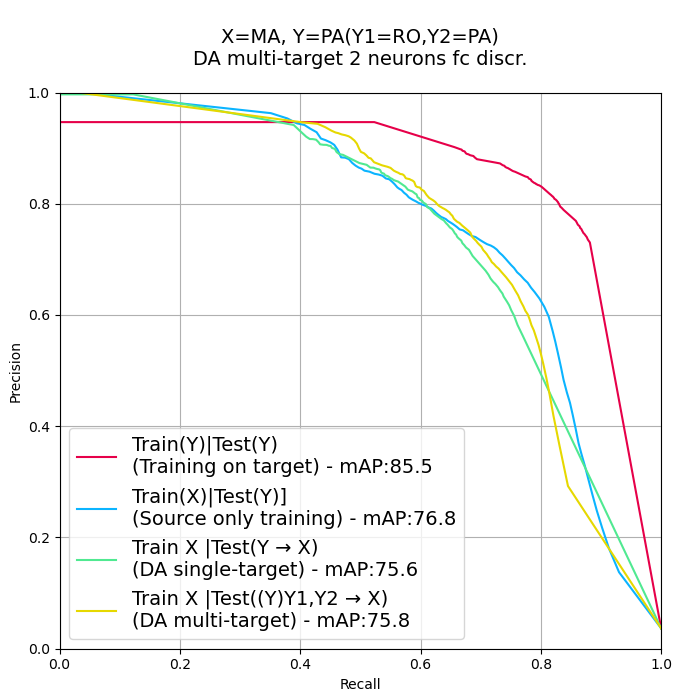 X=MA, Y=PA(Y1=RO,Y2=PA)
DA multi-target 2 neurons fc discr.
1.0
0.8
0.6
0.4
0.2
0.0
Precision
Train(Y)|Test(Y)
(Training on target) - mAP:85.5
Train(X)|Test(Y)]
(Source only training) - mAP:76.8
Train X |Test(Y → X)
(DA single-target) - mAP:75.6
Train X |Test((Y)Y1,Y2 → X)
(DA multi-target) - mAP:75.8
0.0 0.2 0.4 0.6 0.8 1.0
Recall